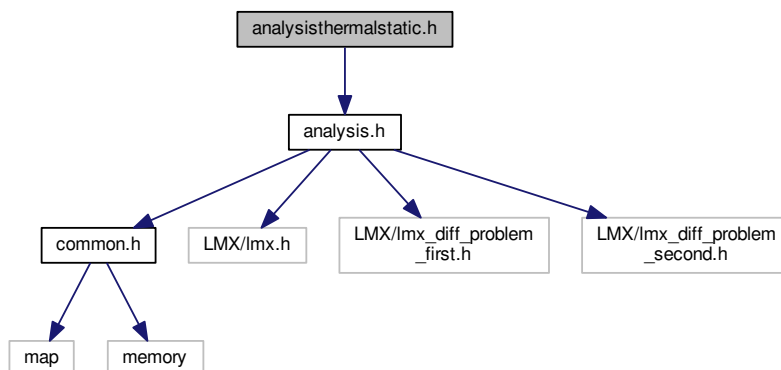 analysisthermalstatic.h
analysis.h
common.h
LMX/lmx.h
LMX/lmx_diff_problem
_first.h
LMX/lmx_diff_problem
_second.h
map
memory